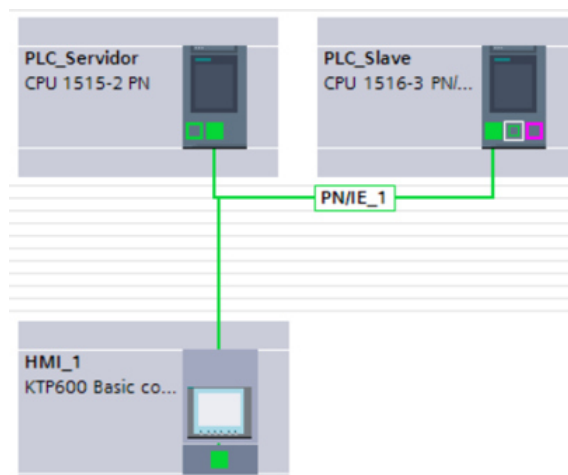 PLC_Servidor
CPU 1515-2 PN
PLC_Slave
CPU 1516-3 PN/...
PN/IE_1
HMI_1
KTP600 Basic co...